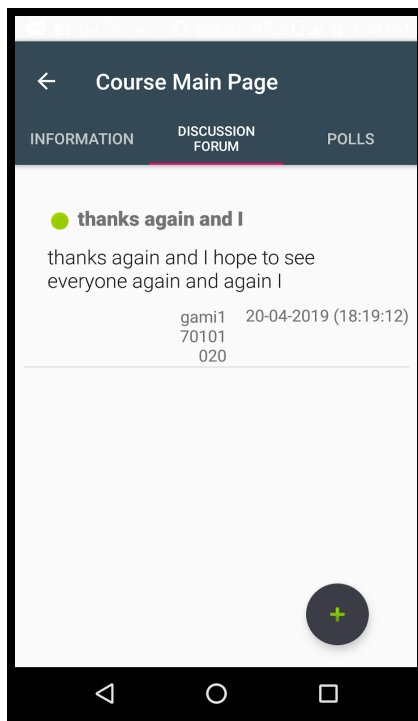 Course Main Page
INFORMATION
DISCUSSION
FORUM
POLLS
thanks again and I
thanks again and I hope to see
everyone again and again I
gami1
70101
020
20-04-2019 (18:19:12)
+